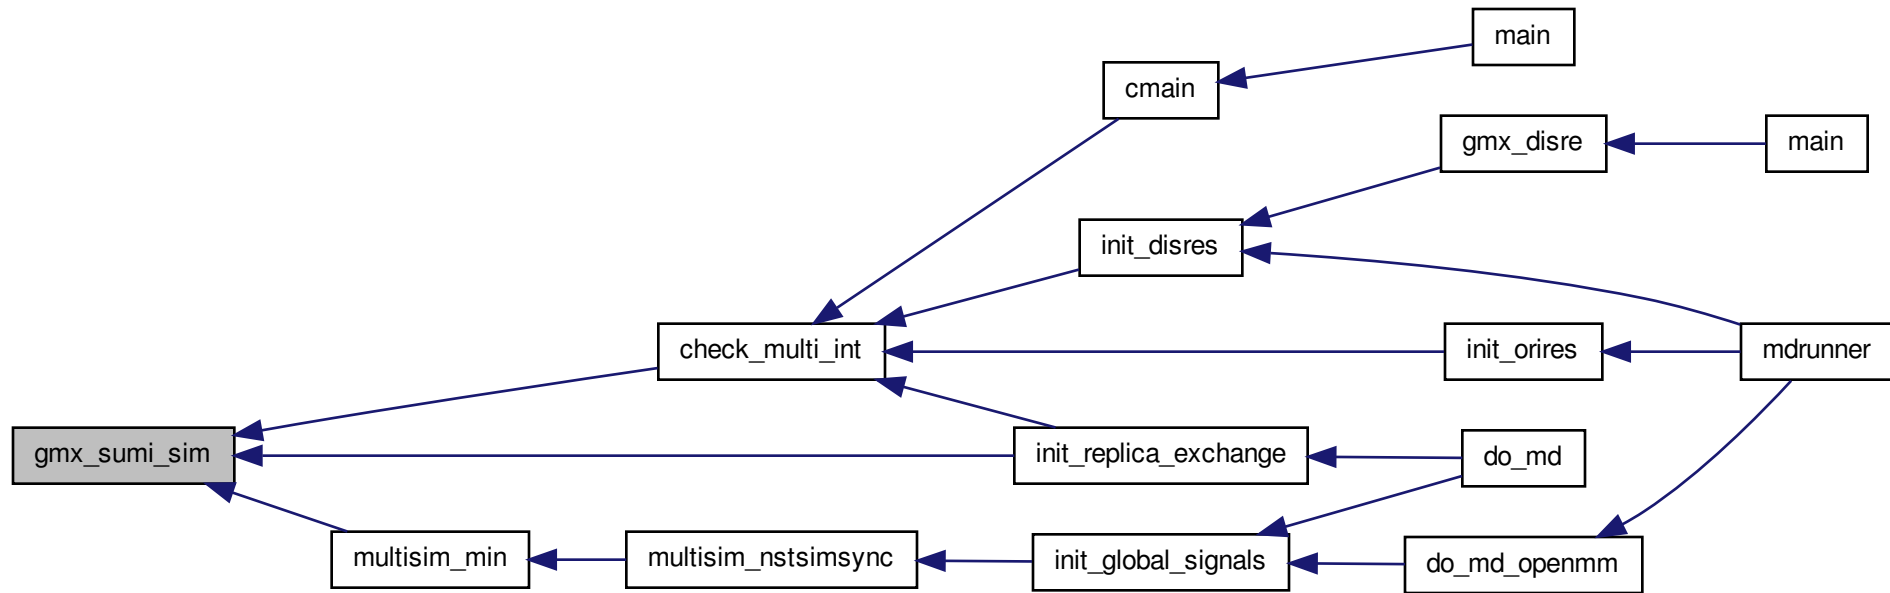 main
cmain
gmx_disre
main
init_disres
check_multi_int
init_orires
mdrunner
gmx_sumi_sim
init_replica_exchange
do_md
multisim_min
multisim_nstsimsync
init_global_signals
do_md_openmm